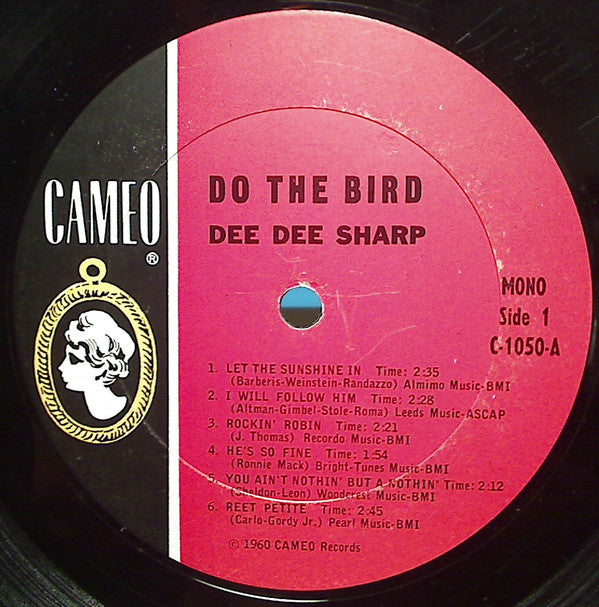 CAMEO
®
DO THE BIRD
DEE DEE SHARP
MONO
Side 1
C-1050-A
1. LET THE SUNSHINE IN Time: 2:35
(Barberis-Weinstein-Randazzo) Almimo Music-BMI
2. I WILL FOLLOW HIM Time: 2:28
(Altman-Gimbel-Stole-Roma) Leeds Music-ASCAP
3. ROCKIN' ROBIN Time: 2:21
(J. Thomas) Recordo Music-BMI
4. HE'S SO FINE Time: 1:54
(Ronnie Mack) Bright-Tunes Music-BMI
5. YOU AIN'T NOTHIN' BUT A NOTHIN' Time: 2:12
(Sheldon-Leon) Woodcrest Music-BMI
6. REET PETITE Time: 2:45
(Carlo-Gordy Jr.) Pearl Music-BMI
© 1960 CAMEO Records